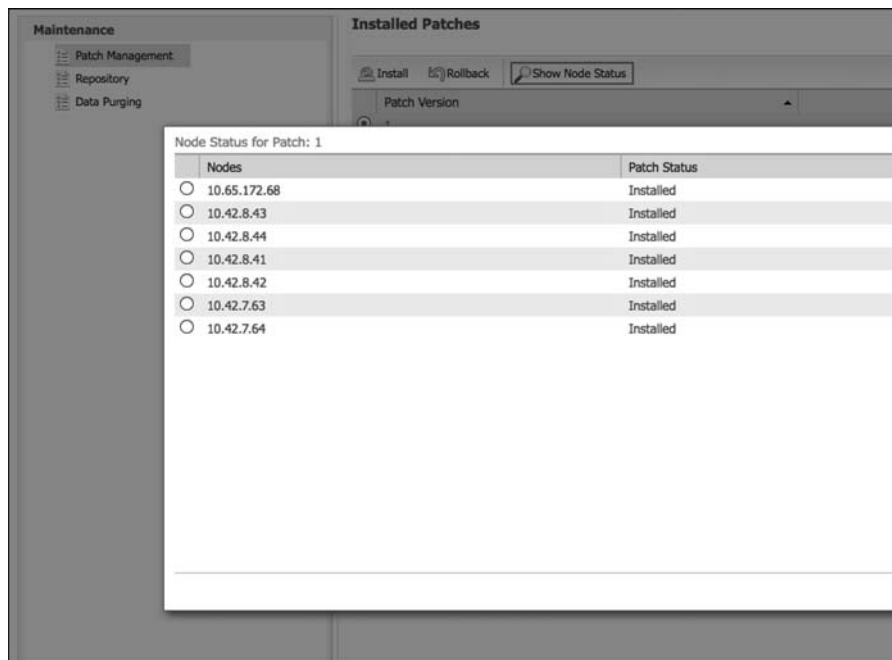 Maintenance
Patch Management
Repository
Data Purging
Installed Patches
Install Rollback Show Node Status
Patch Version
1
Node Status for Patch: 1
Nodes Patch Status
10.65.172.68 Installed
10.42.8.43 Installed
10.42.8.44 Installed
10.42.8.41 Installed
10.42.8.42 Installed
10.42.7.63 Installed
10.42.7.64 Installed